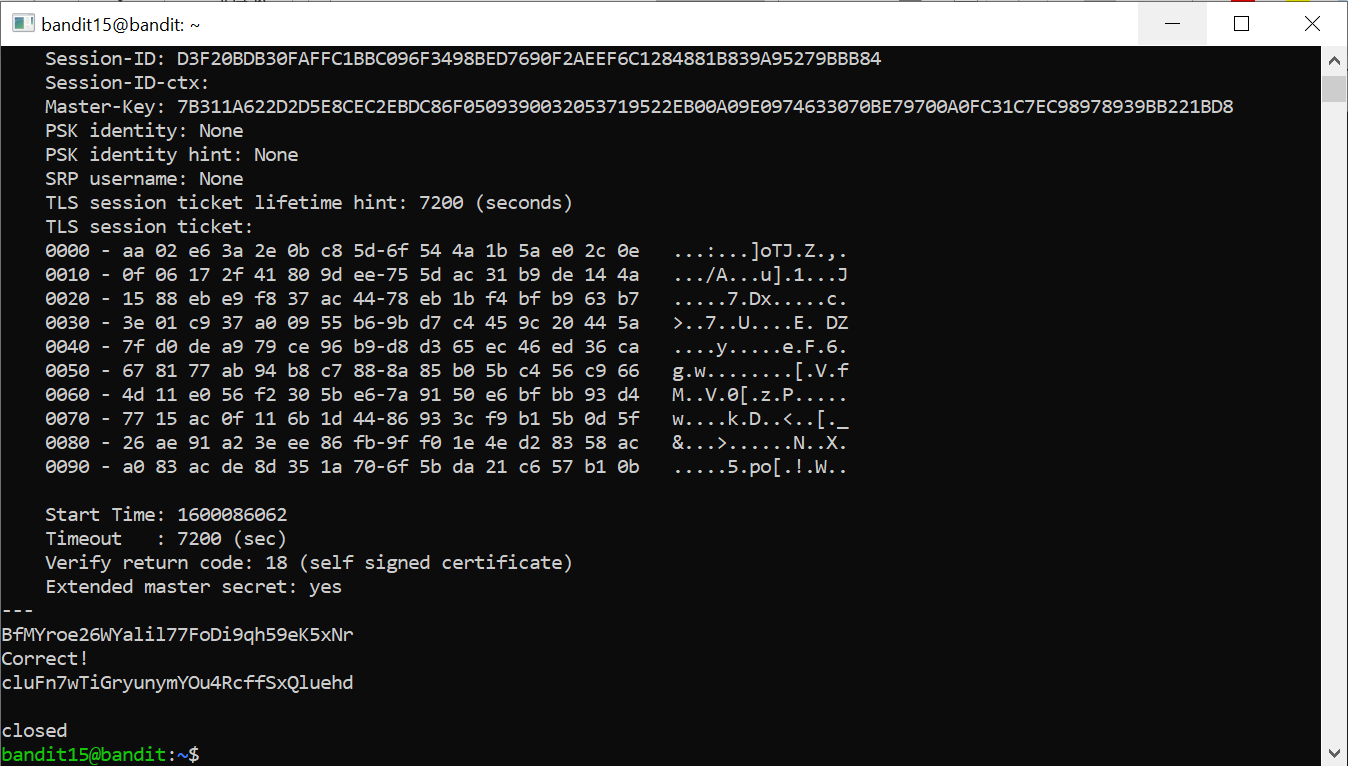 bandit15@bandit: ~
    Session-ID: D3F20BDB30FAFFC1BBC096F3498BED7690F2AEEF6C1284881B839A95279BBB84
    Session-ID-ctx:
    Master-Key: 7B311A622D2D5E8CEC2EBDC86F0509390032053719522EB00A09E0974633070BE79700A0FC31C7EC98978939BB221BD8
    PSK identity: None
    PSK identity hint: None
    SRP username: None
    TLS session ticket lifetime hint: 7200 (seconds)
    TLS session ticket:
    0000 - aa 02 e6 3a 2e 0b c8 5d-6f 54 4a 1b 5a e0 2c 0e   ...:...]oTJ.Z.,.
    0010 - 0f 06 17 2f 41 80 9d ee-75 5d ac 31 b9 de 14 4a   .../A...u].1...J
    0020 - 15 88 eb e9 f8 37 ac 44-78 eb 1b f4 bf b9 63 b7   .....7.Dx.....c.
    0030 - 3e 01 c9 37 a0 09 55 b6-9b d7 c4 45 9c 20 44 5a   >..7..U....E. DZ
    0040 - 7f d0 de a9 79 ce 96 b9-d8 d3 65 ec 46 ed 36 ca   ....y.....e.F.6.
    0050 - 67 81 77 ab 94 b8 c7 88-8a 85 b0 5b c4 56 c9 66   g.w........[.V.f
    0060 - 4d 11 e0 56 f2 30 5b e6-7a 91 50 e6 bf bb 93 d4   M..V.0[.z.P.....
    0070 - 77 15 ac 0f 11 6b 1d 44-86 93 3c f9 b1 5b 0d 5f   w....k.D..<..[._
    0080 - 26 ae 91 a2 3e ee 86 fb-9f f0 1e 4e d2 83 58 ac   &...>......N..X.
    0090 - a0 83 ac de 8d 35 1a 70-6f 5b da 21 c6 57 b1 0b   .....5.po[.!.W..
    Start Time: 1600086062
    Timeout   : 7200 (sec)
    Verify return code: 18 (self signed certificate)
    Extended master secret: yes
---
BfMYroe26WYalil77FoDi9qh59eK5xNr
Correct!
cluFn7wTiGryunymYOu4RcffSxQluehd
closed
bandit15@bandit:~$